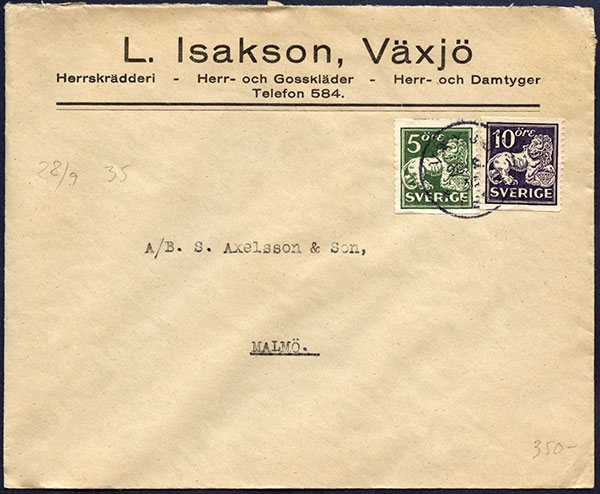 L. Isakson, Växjö
Herrskrädderi - Herr- och Gosskläder - Herr- och Damtyger
Telefon 584.
5 ÖRE
SVERIGE
10 ÖRE
SVERIGE
28/9 35
A/B. S. Axelsson & Son,
MALMÖ.
350-